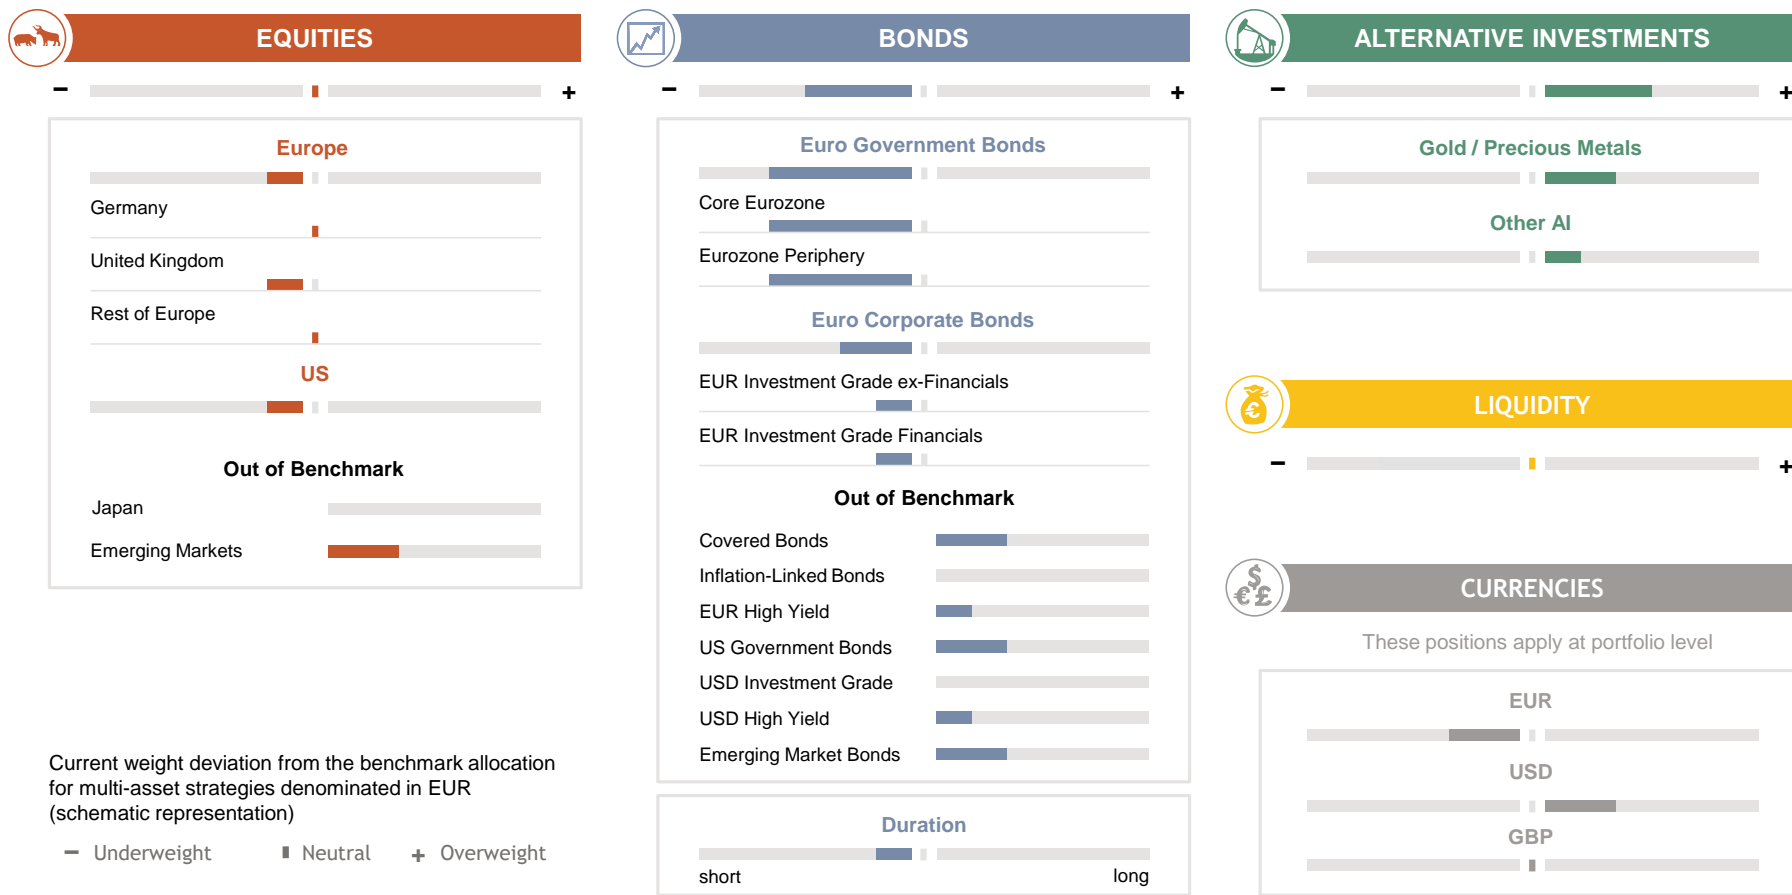 EQUITIES
− +
Europe
Germany
United Kingdom
Rest of Europe
US
Out of Benchmark
Japan
Emerging Markets
Current weight deviation from the benchmark allocation
for multi-asset strategies denominated in EUR
(schematic representation)
− Underweight Neutral + Overweight
BONDS
− +
Euro Government Bonds
Core Eurozone
Eurozone Periphery
Euro Corporate Bonds
EUR Investment Grade ex-Financials
EUR Investment Grade Financials
Out of Benchmark
Covered Bonds
Inflation-Linked Bonds
EUR High Yield
US Government Bonds
USD Investment Grade
USD High Yield
Emerging Market Bonds
Duration
short long
ALTERNATIVE INVESTMENTS
− +
Gold / Precious Metals
Other AI
€
LIQUIDITY
− +
$
€£
CURRENCIES
These positions apply at portfolio level
EUR
USD
GBP